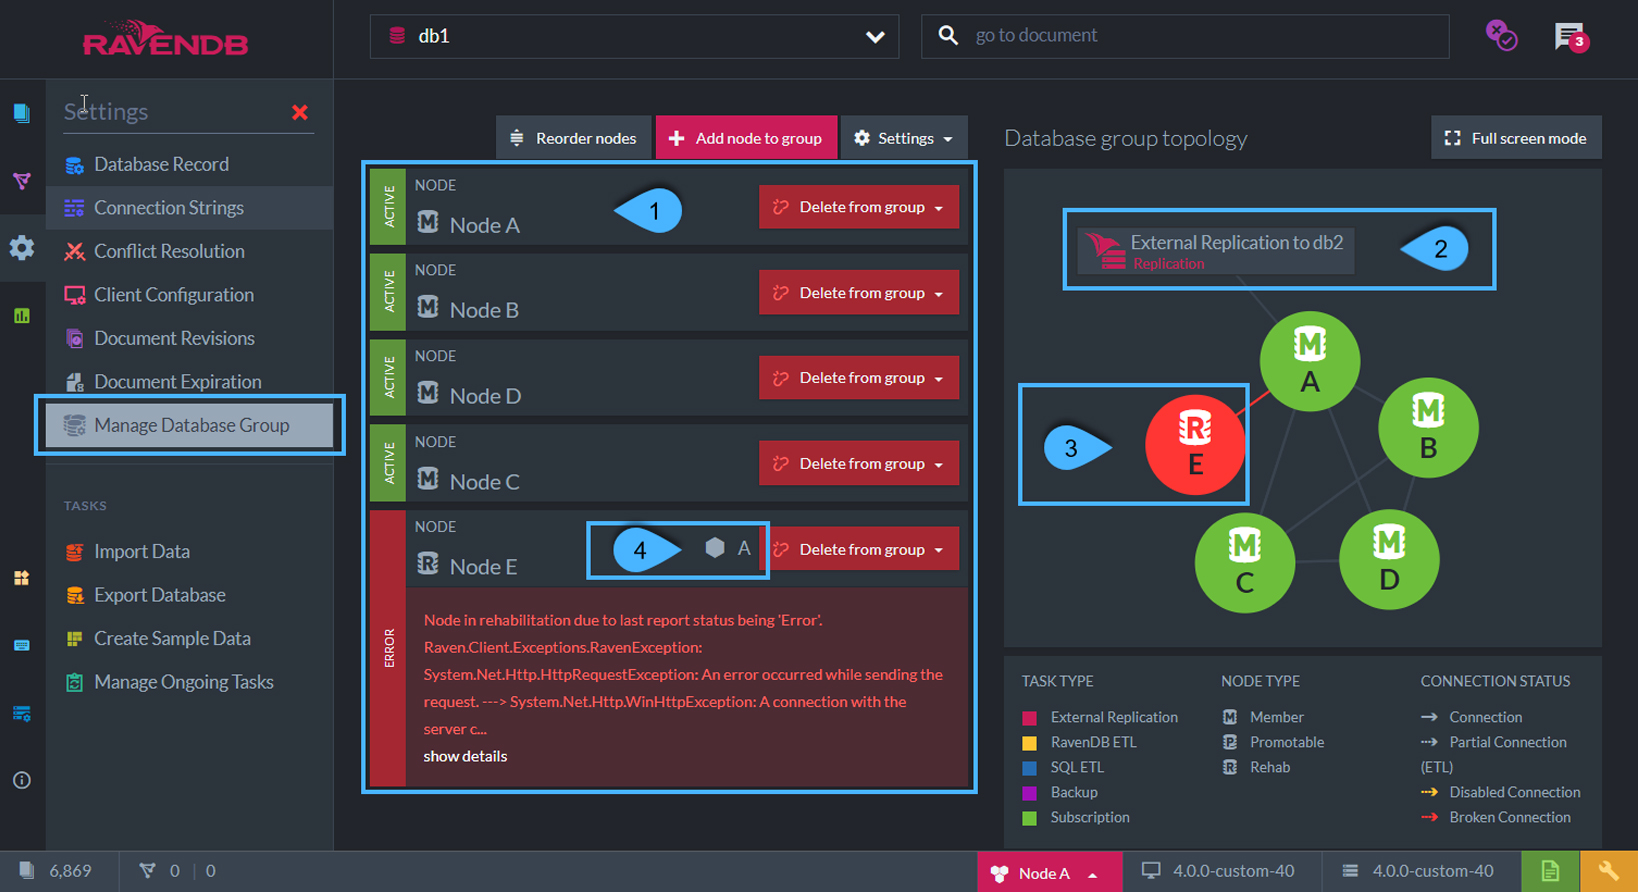 RAVENDB
db1
go to document
3
Settings
Database Record
Connection Strings
Conflict Resolution
Client Configuration
Document Revisions
Document Expiration
Manage Database Group
TASKS
Import Data
Export Database
Create Sample Data
Manage Ongoing Tasks
Reorder nodes
Add node to group
Settings
ACTIVE
NODE
M
Node A
1
Delete from group
ACTIVE
NODE
M
Node B
Delete from group
ACTIVE
NODE
M
Node D
Delete from group
ACTIVE
NODE
M
Node C
Delete from group
ERROR
NODE
R
Node E
4
A
Delete from group
Node in rehabilitation due to last report status being 'Error'.
Raven.Client.Exceptions.RavenException:
System.Net.Http.HttpRequestException: An error occurred while sending the
request. ---> System.Net.Http.WinHttpException: A connection with the
server c...
show details
Database group topology
Full screen mode
External Replication to db2
Replication
2
M
A
3
R
E
M
B
M
C
M
D
TASK TYPE
External Replication
RavenDB ETL
SQL ETL
Backup
Subscription
NODE TYPE
M Member
P Promotable
R Rehab
CONNECTION STATUS
Connection
Partial Connection
(ETL)
Disabled Connection
Broken Connection
6,869
0 | 0
Node A
4.0.0-custom-40
4.0.0-custom-40